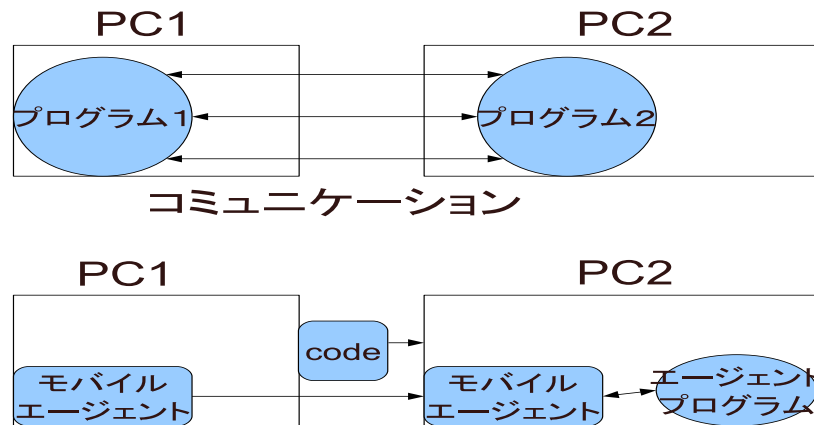 PC1
PC2
プログラム1
プログラム2
コミュニケーション
PC1
PC2
code
モバイル
エージェント
モバイル
エージェント
エージェント
プログラム